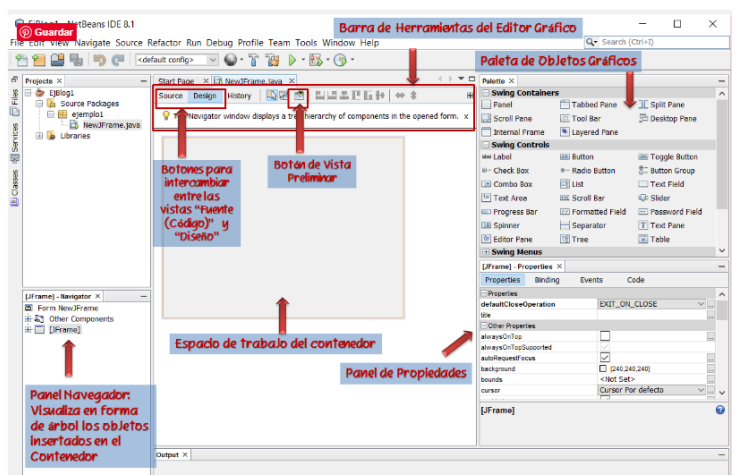 NetBeans IDE 8.1
Guardar
File Edit View Navigate Source Refactor Run Debug Profile Team Tools Window Help
Search (Ctrl+I)
<default config>
Barra de Herramientas del Editor Gráfico
Paleta de Objetos Gráficos
Files
Services
Classes
Projects
EjBlog1
Source Packages
ejemplo1
NewJFrame.java
Libraries
Start Page
NewJFrame.java
Source Design History
The Navigator window displays a tree hierarchy of components in the opened form. x
Botones para
intercambiar
entre las
vistas "Fuente
(Código)" y
"Diseño"
Botón de Vista
Preliminar
Espacio de trabajo del contenedor
Palette
Swing Containers
Panel Tabbed Pane Split Pane
Scroll Pane Tool Bar Desktop Pane
Internal Frame Layered Pane
Swing Controls
Label Button Toggle Button
Check Box Radio Button Button Group
Combo Box List Text Field
Text Area Scroll Bar Slider
Progress Bar Formatted Field Password Field
Spinner Separator Text Pane
Editor Pane Tree Table
Swing Menus
[JFrame] - Properties
Properties Binding Events Code
Properties
defaultCloseOperation EXIT_ON_CLOSE
title
Other Properties
alwaysOnTop
alwaysOnTopSupported
autoRequestFocus
background [240,240,240]
bounds <Not Set>
cursor Cursor Por defecto
[JFrame]
Panel de Propiedades
[JFrame] - Navigator
Form NewJFrame
Other Components
[JFrame]
Panel Navegador:
Visualiza en forma
de árbol los objetos
insertados en el
Contenedor
Output